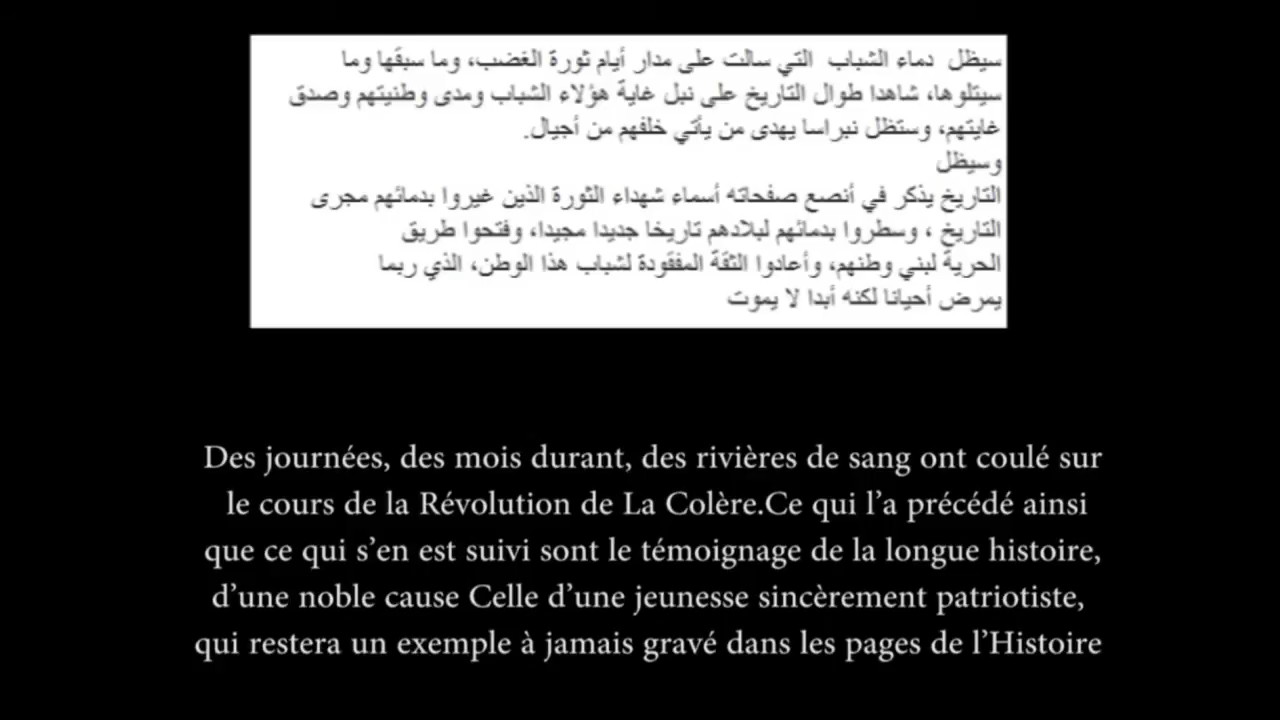 سيظل دماء الشباب التي سالت على مدار أيام ثورة الغضب، وما سبقها وما
سيتلوها، شاهدا طوال التاريخ على نبل غاية هؤلاء الشباب ومدى وطنيتهم وصدق
غايتهم، وستظل نبراسا يهدى من يأتي خلفهم من أجيال.
وسيظل
التاريخ يذكر في أنصع صفحاته أسماء شهداء الثورة الذين غيروا بدمائهم مجرى
التاريخ ، وسطروا بدمائهم لبلادهم تاريخا جديدا مجيدا، وفتحوا طريق
الحرية لبني وطنهم، وأعادوا الثقة المفقودة لشباب هذا الوطن، الذي ربما
يمرض أحيانا لكنه أبدا لا يموت
Des journées, des mois durant, des rivières de sang ont coulé sur
le cours de la Révolution de La Colère.Ce qui l’a précédé ainsi
que ce qui s’en est suivi sont le témoignage de la longue histoire,
d’une noble cause Celle d’une jeunesse sincèrement patriotiste,
qui restera un exemple à jamais gravé dans les pages de l’Histoire